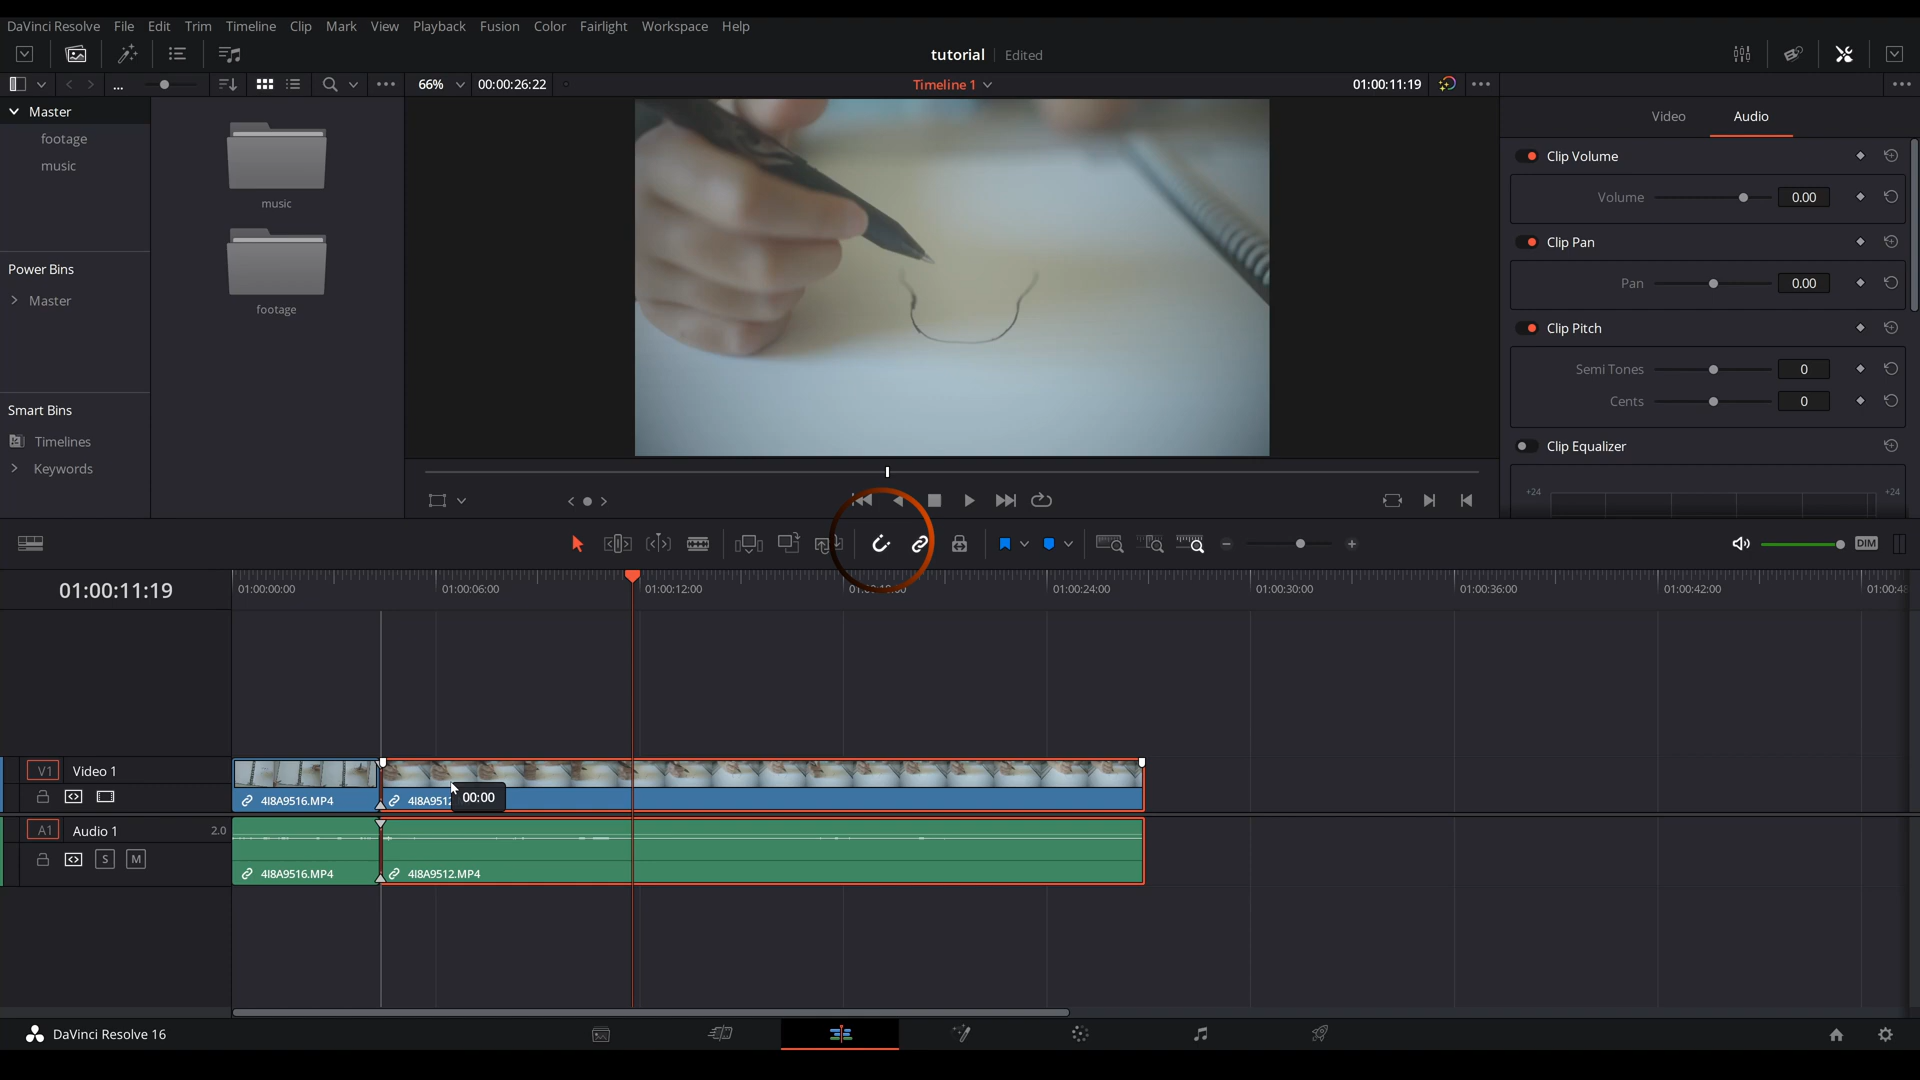 DaVinci Resolve File Edit Trim Timeline Clip Mark View Playback Fusion Color Fairlight Workspace Help
tutorial Edited
... 66% 00:00:26:22 Timeline 1 01:00:11:19
Master
footage
music
music
footage
Power Bins
Master
Smart Bins
Timelines
Keywords
Video Audio
Clip Volume
Volume 0.00
Clip Pan
Pan 0.00
Clip Pitch
Semi Tones 0
Cents 0
Clip Equalizer
+24 +24
DIM
01:00:11:19
01:00:00:00 01:00:06:00 01:00:12:00 01:00:18:00 01:00:24:00 01:00:30:00 01:00:36:00 01:00:42:00 01:00:48
V1 Video 1
4I8A9516.MP4 4I8A9512 00:00
A1 Audio 1 2.0
S M
4I8A9516.MP4 4I8A9512.MP4
DaVinci Resolve 16